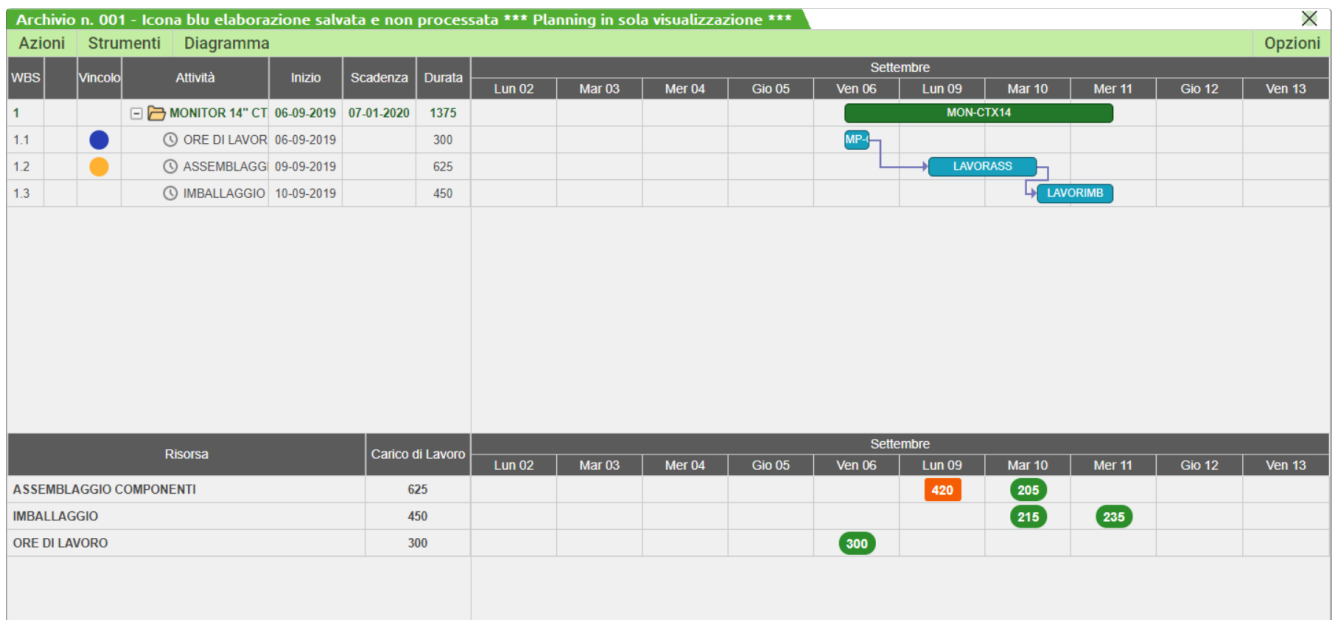 Archivio n. 001 - Icona blu elaborazione salvata e non processata *** Planning in sola visualizzazione ***
Azioni Strumenti Diagramma Opzioni
WBS Vincolo Attività Inizio Scadenza Durata Settembre
Lun 02 Mar 03 Mer 04 Gio 05 Ven 06 Lun 09 Mar 10 Mer 11 Gio 12 Ven 13
1 MONITOR 14" CT 06-09-2019 07-01-2020 1375 MON-CTX14
1.1 ORE DI LAVOR 06-09-2019 300 MP-
1.2 ASSEMBLAGG 09-09-2019 625 LAVORASS
1.3 IMBALLAGGIO 10-09-2019 450 LAVORIMB
Risorsa Carico di Lavoro Settembre
Lun 02 Mar 03 Mer 04 Gio 05 Ven 06 Lun 09 Mar 10 Mer 11 Gio 12 Ven 13
ASSEMBLAGGIO COMPONENTI 625 420 205
IMBALLAGGIO 450 215 235
ORE DI LAVORO 300 300